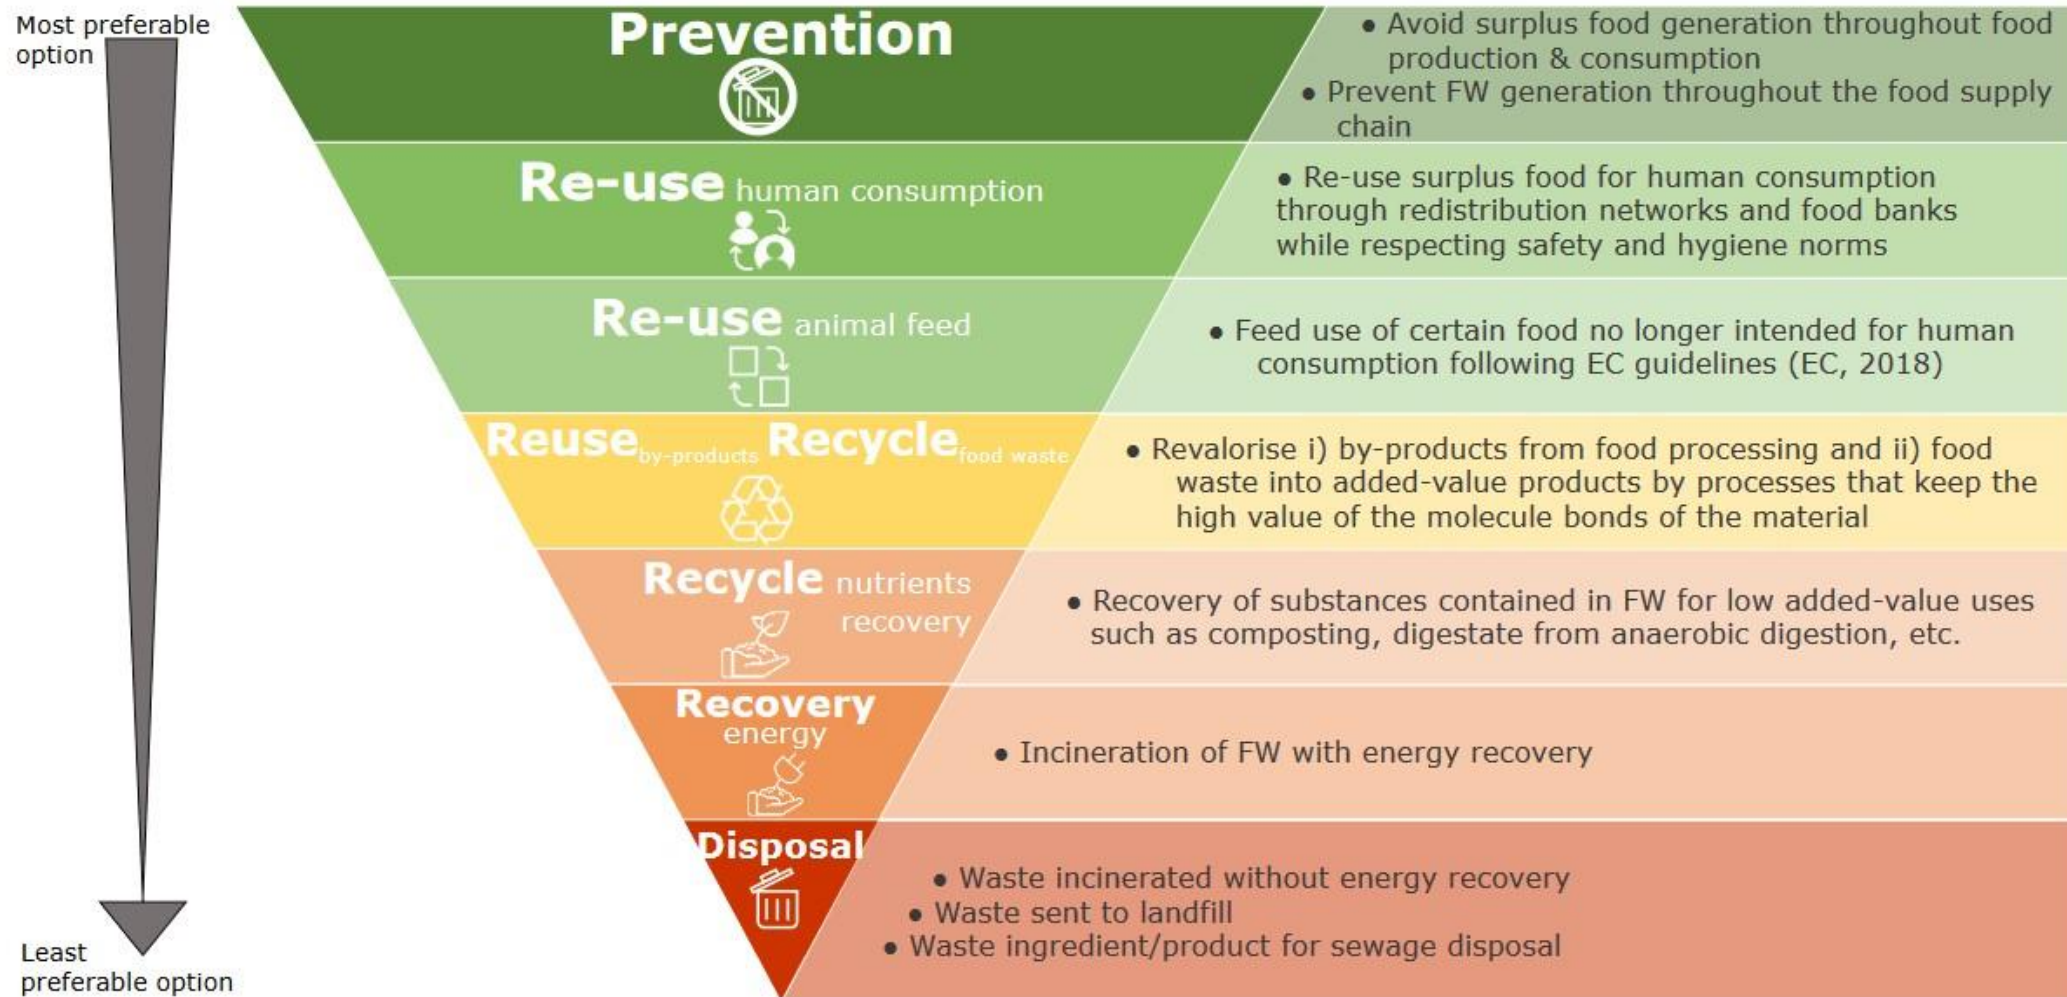 Most preferable
option
Prevention
● Avoid surplus food generation throughout food
production & consumption
● Prevent FW generation throughout the food supply
chain
Re-use human consumption
● Re-use surplus food for human consumption
through redistribution networks and food banks
while respecting safety and hygiene norms
Re-use animal feed
● Feed use of certain food no longer intended for human
consumption following EC guidelines (EC, 2018)
Reuse by-products Recycle food waste
● Revalorise i) by-products from food processing and ii) food
waste into added-value products by processes that keep the
high value of the molecule bonds of the material
Recycle nutrients
recovery
● Recovery of substances contained in FW for low added-value uses
such as composting, digestate from anaerobic digestion, etc.
Recovery
energy
● Incineration of FW with energy recovery
Disposal
● Waste incinerated without energy recovery
● Waste sent to landfill
● Waste ingredient/product for sewage disposal
Least
preferable option